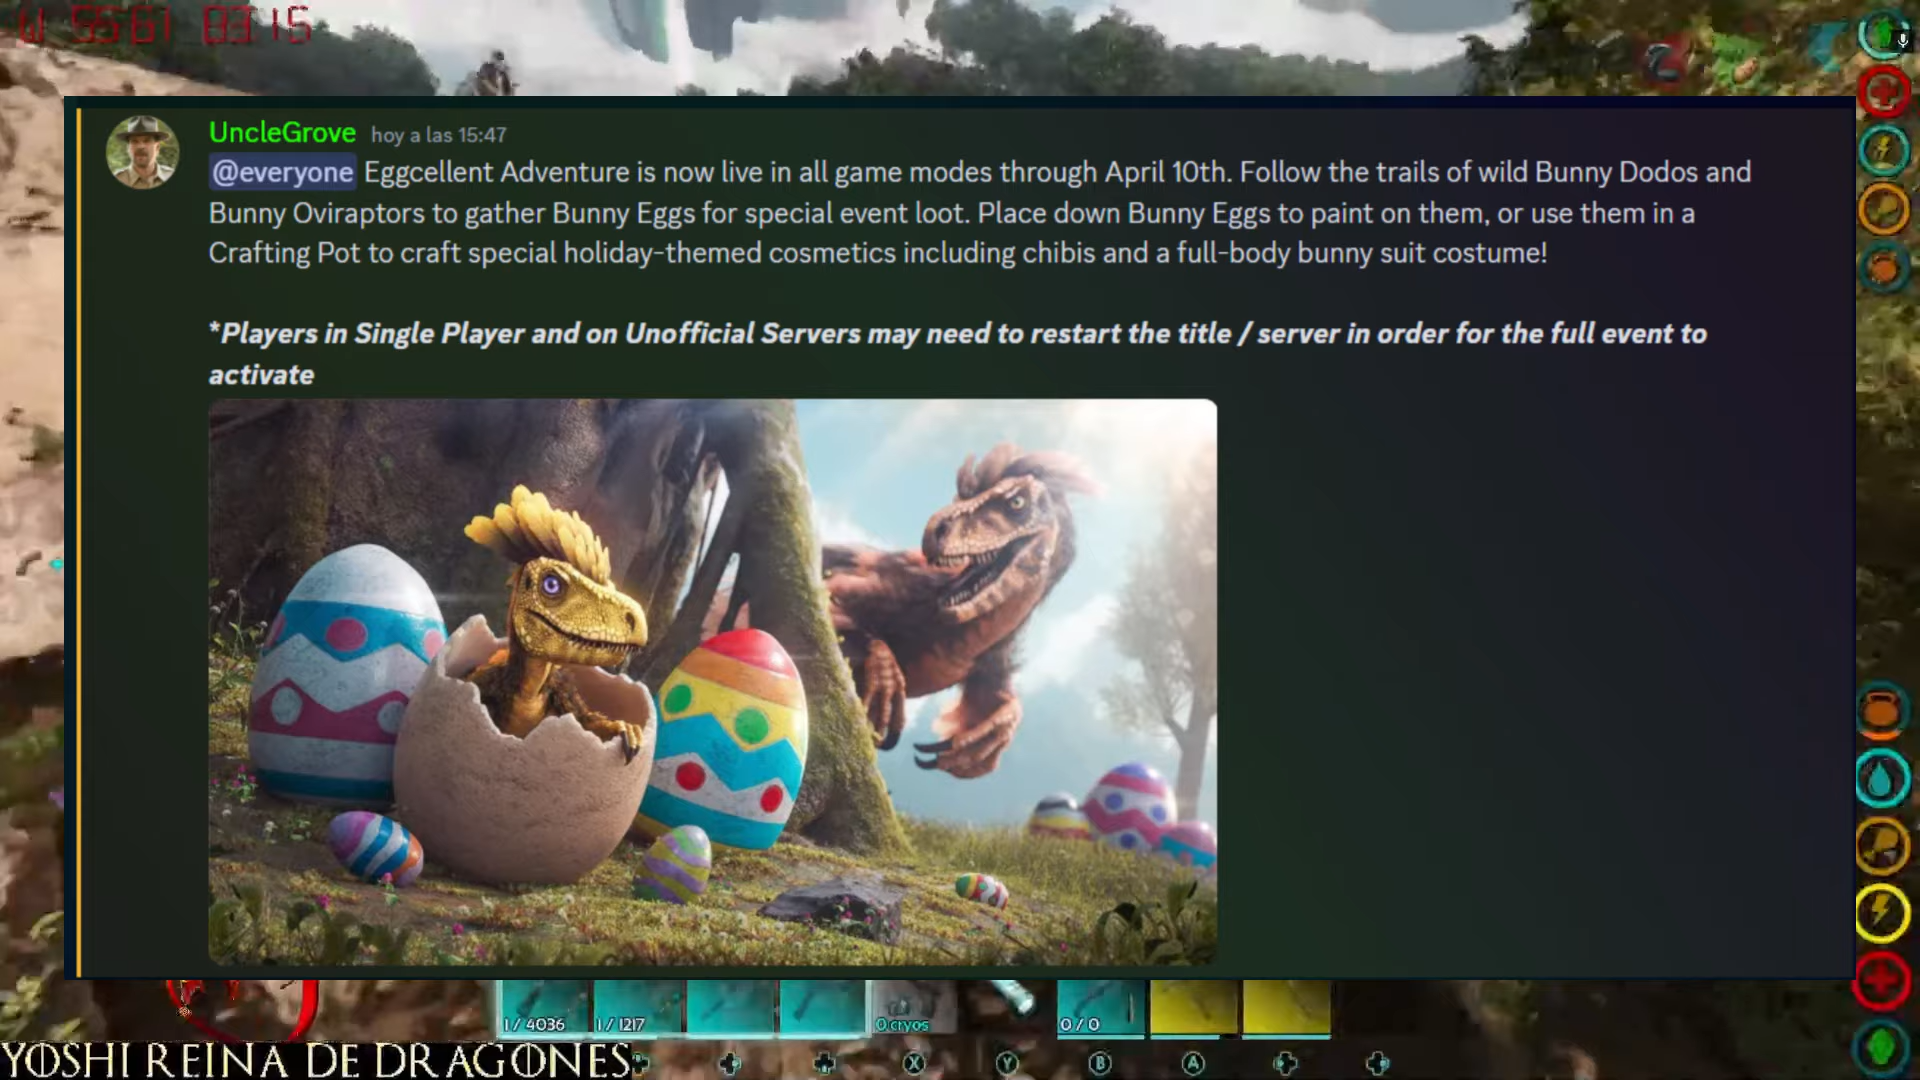 UncleGrove hoy a las 15:47
@everyone Eggcellent Adventure is now live in all game modes through April 10th. Follow the trails of wild Bunny Dodos and
Bunny Oviraptors to gather Bunny Eggs for special event loot. Place down Bunny Eggs to paint on them, or use them in a
Crafting Pot to craft special holiday-themed cosmetics including chibis and a full-body bunny suit costume!
*Players in Single Player and on Unofficial Servers may need to restart the title / server in order for the full event to
activate
1 / 4036
1 / 1217
0 cryos
0 / 0
YOSHI REINA DE DRAGONES
X
Y
B
A